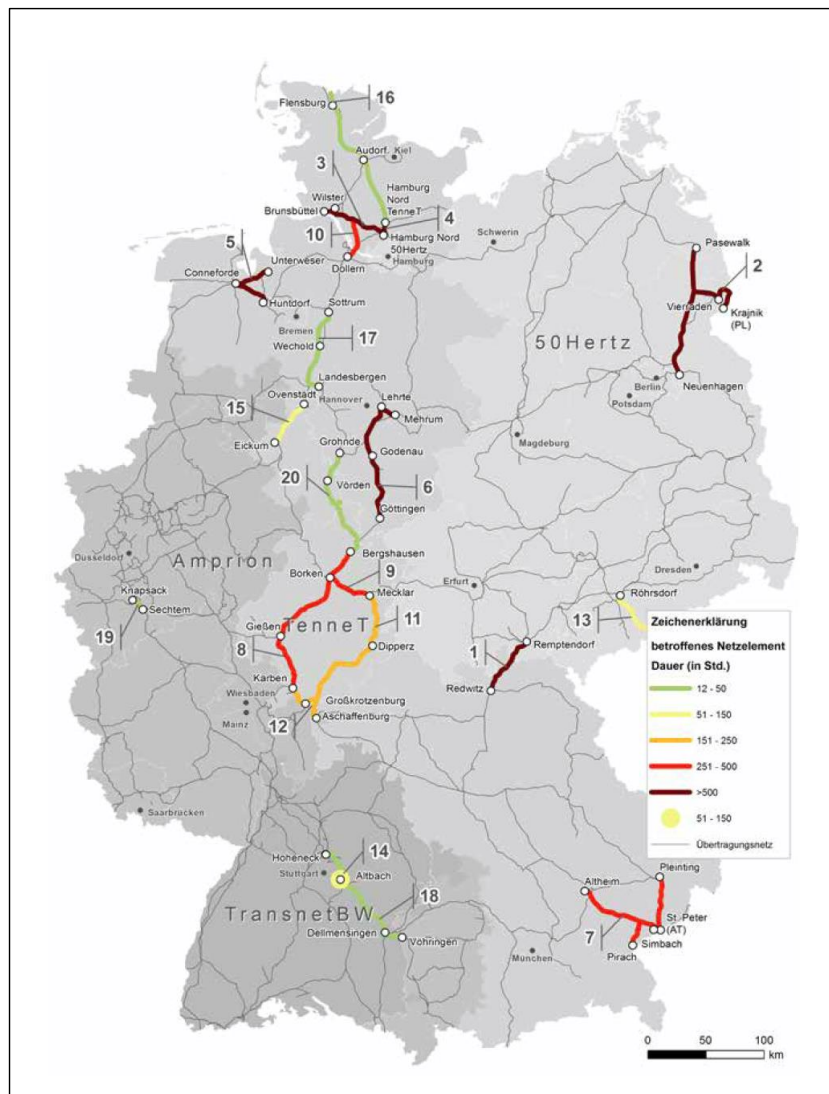 Flensburg
16
Audorf
Kiel
3
Hamburg
Nord
TenneT
Wilster
Brunsbüttel
4
10
Hamburg Nord
50Hertz
Schwerin
Hamburg
Dollern
5
Unterweser
Conneforde
Huntdorf
Pasewalk
2
Vierraden
Krajnik
(PL)
Sottrum
Bremen
17
Wechold
50Hertz
Landesbergen
Ovenstädt
Hannover
Lehrte
Mehrum
Berlin
Potsdam
Neuenhagen
15
Eickum
Grohnde
Godenau
Magdeburg
20
Vörden
6
Göttingen
Bergshausen
Düsseldorf
Amprion
Borken
9
Mecklar
Erfurt
Dresden
Röhrsdorf
Knapsack
Sechtem
19
Gießen
TenneT
11
13
8
Dipperz
1
Remptendorf
Karben
Redwitz
Wiesbaden
Großkrotzenburg
Mainz
Aschaffenburg
12
Zeichenerklärung
betroffenes Netzelement
Dauer (in Std.)
12 - 50
51 - 150
151 - 250
251 - 500
>500
51 - 150
Übertragungsnetz
Saarbrücken
Hoheneck
14
Stuttgart
Altbach
TransnetBW
18
Dellmensingen
Vöhringen
Pleinting
Altheim
St. Peter
(AT)
7
Simbach
Pirach
München
0 50 100
km